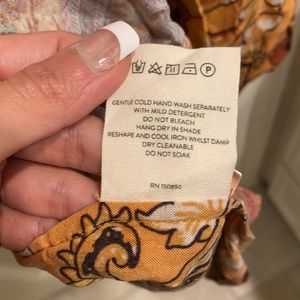 GENTLE COLD HAND WASH SEPARATELY
WITH MILD DETERGENT
DO NOT BLEACH
HANG DRY IN SHADE
RESHAPE AND COOL IRON WHILST DAMP
DRY CLEANABLE
DO NOT SOAK
RN 150890